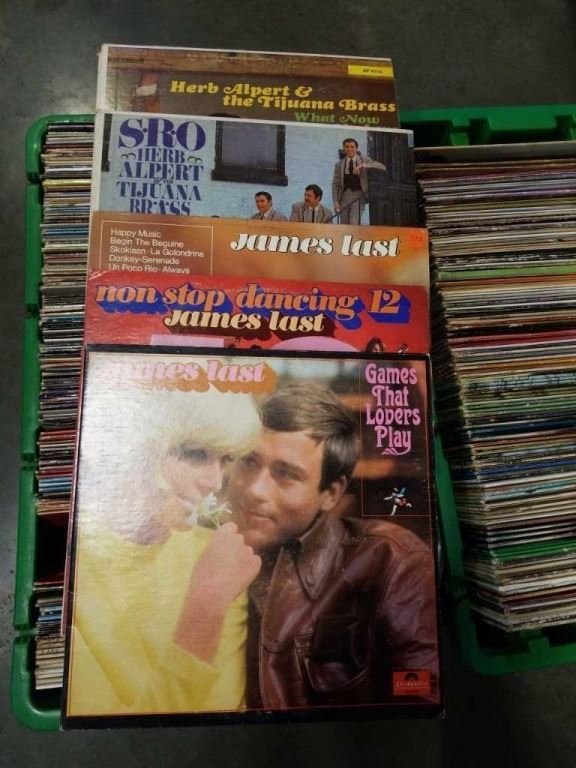 Herb Alpert &
the Tijuana Brass
What Now
S·R·O
HERB
ALPERT
TIJUANA
BRASS
Happy Music
Begin The Beguine
Skokiaan · La Golondrina
Donkey-Serenade
Un Poco Rio · Always
james last
non stop dancing 12
james last
james last
Games
That
Lovers
Play